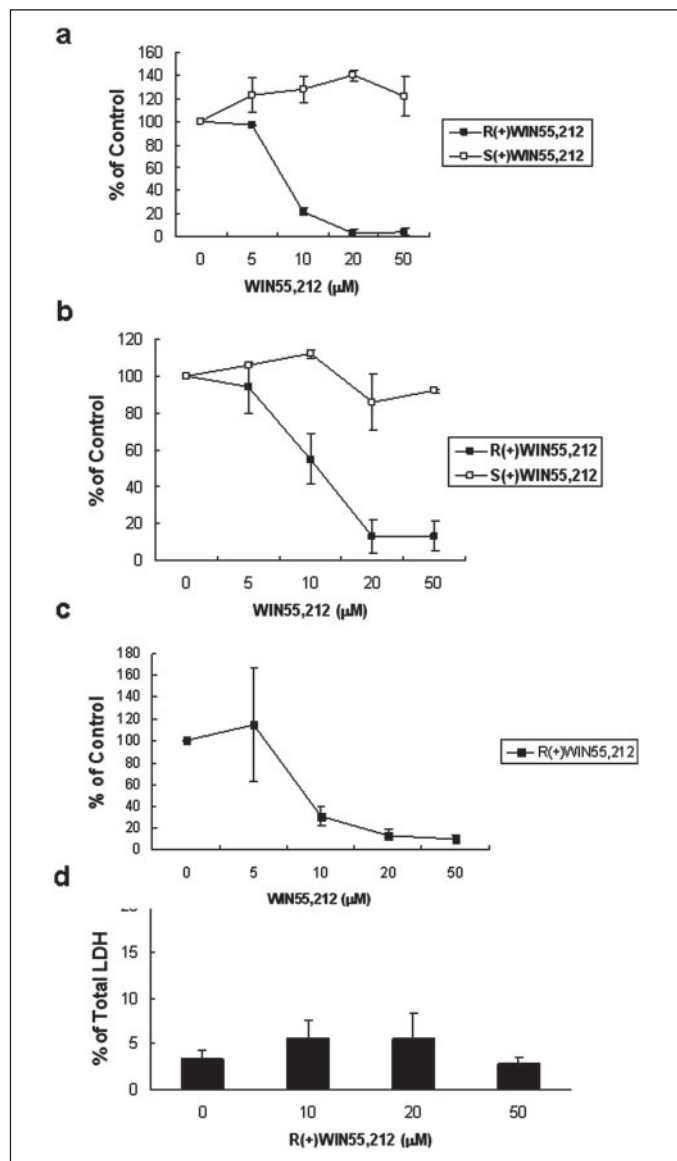 a
% of Control
160
140
120
100
80
60
40
20
0
0 5 10 20 50
WIN55,212 (µM)
R(+)WIN55,212
S(+)WIN55,212
b
% of Control
120
100
80
60
40
20
0
0 5 10 20 50
WIN55,212 (µM)
R(+)WIN55,212
S(+)WIN55,212
c
% of Control
180
160
140
120
100
80
60
40
20
0
0 5 10 20 50
WIN55,212 (µM)
R(+)WIN55,212
d
% of Total LDH
20
15
10
5
0
0 10 20 50
R(+)WIN55,212 (µM)